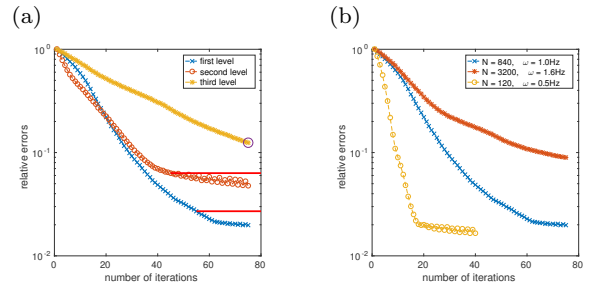 (a)
10^0
10^-1
10^-2
relative errors
0 20 40 60 80
number of iterations
first level
second level
third level
(b)
10^0
10^-1
10^-2
relative errors
0 20 40 60 80
number of iterations
N = 840, ω = 1.0Hz
N = 3200, ω = 1.6Hz
N = 120, ω = 0.5Hz